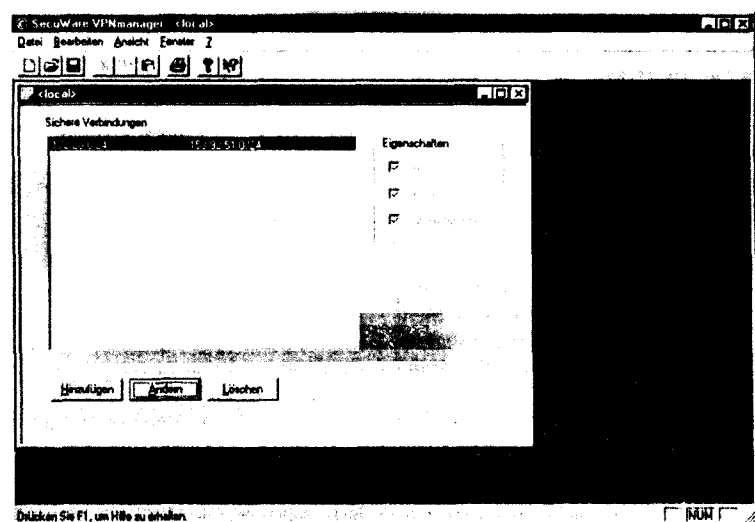 SecuWare VPNmanager <local>
Datei Bearbeiten Ansicht Fenster ?
<local>
Sichere Verbindungen
Eigenschaften
Hinzufügen Ändern Löschen
Drücken Sie F1, um Hilfe zu erhalten.
NUM